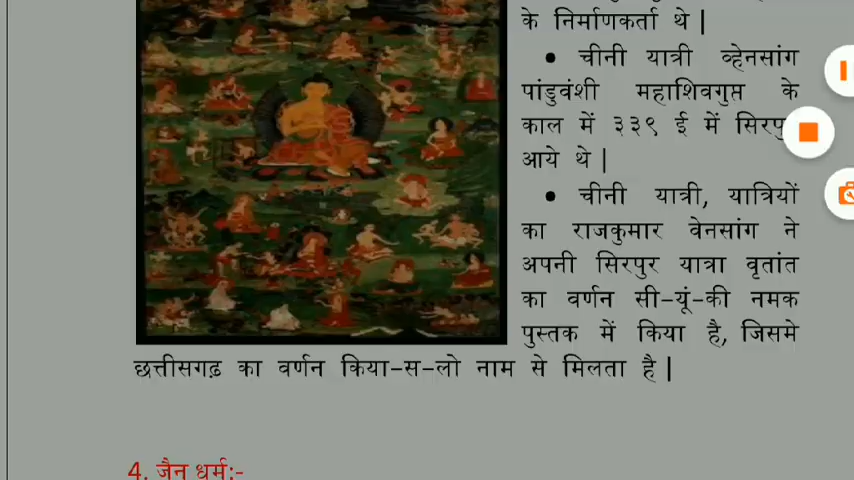 के निर्माणकर्ता थे |
• चीनी यात्री व्हेनसांग
पांडुवंशी महाशिवगुप्त के
काल में ३३९ ई में
आये थे |
• चीनी यात्री, यात्रियों
का राजकुमार वेनसांग ने
अपनी सिरपुर यात्रा वृतांत
का वर्णन सी-यूं-की नमक
पुस्तक में किया है, जिसमे
छत्तीसगढ़ का वर्णन किया-स-लो नाम से मिलता है |
4. जैन धर्म:-